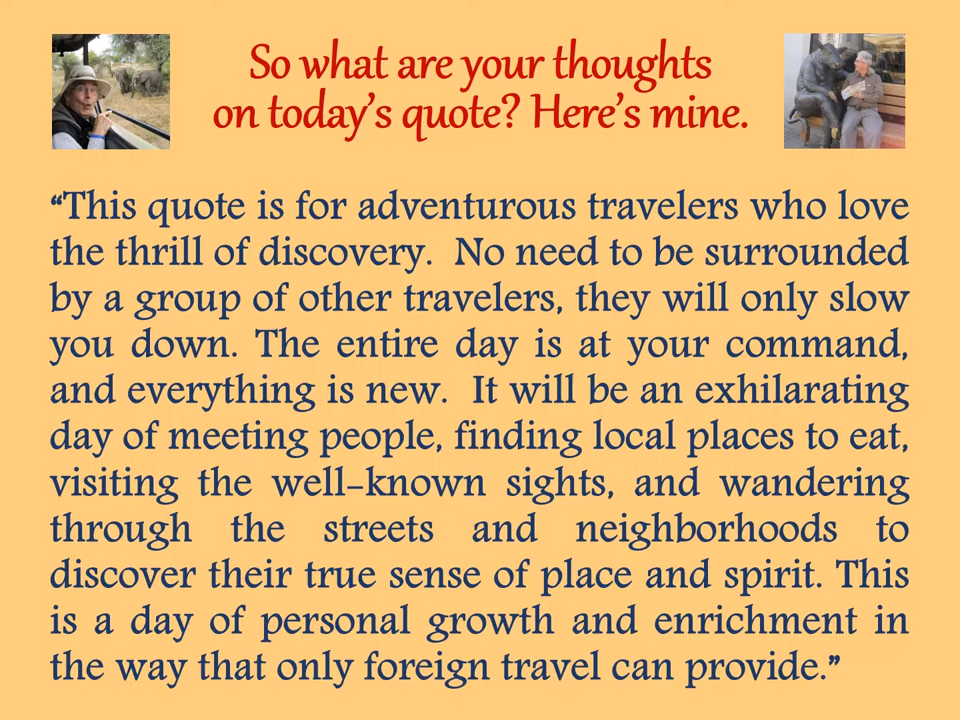 So what are your thoughts
on today's quote? Here's mine.
“This quote is for adventurous travelers who love
the thrill of discovery.  No need to be surrounded
by a group of other travelers, they will only slow
you down. The entire day is at your command,
and everything is new.  It will be an exhilarating
day of meeting people, finding local places to eat,
visiting the well-known sights, and wandering
through the streets and neighborhoods to
discover their true sense of place and spirit. This
is a day of personal growth and enrichment in
the way that only foreign travel can provide.”